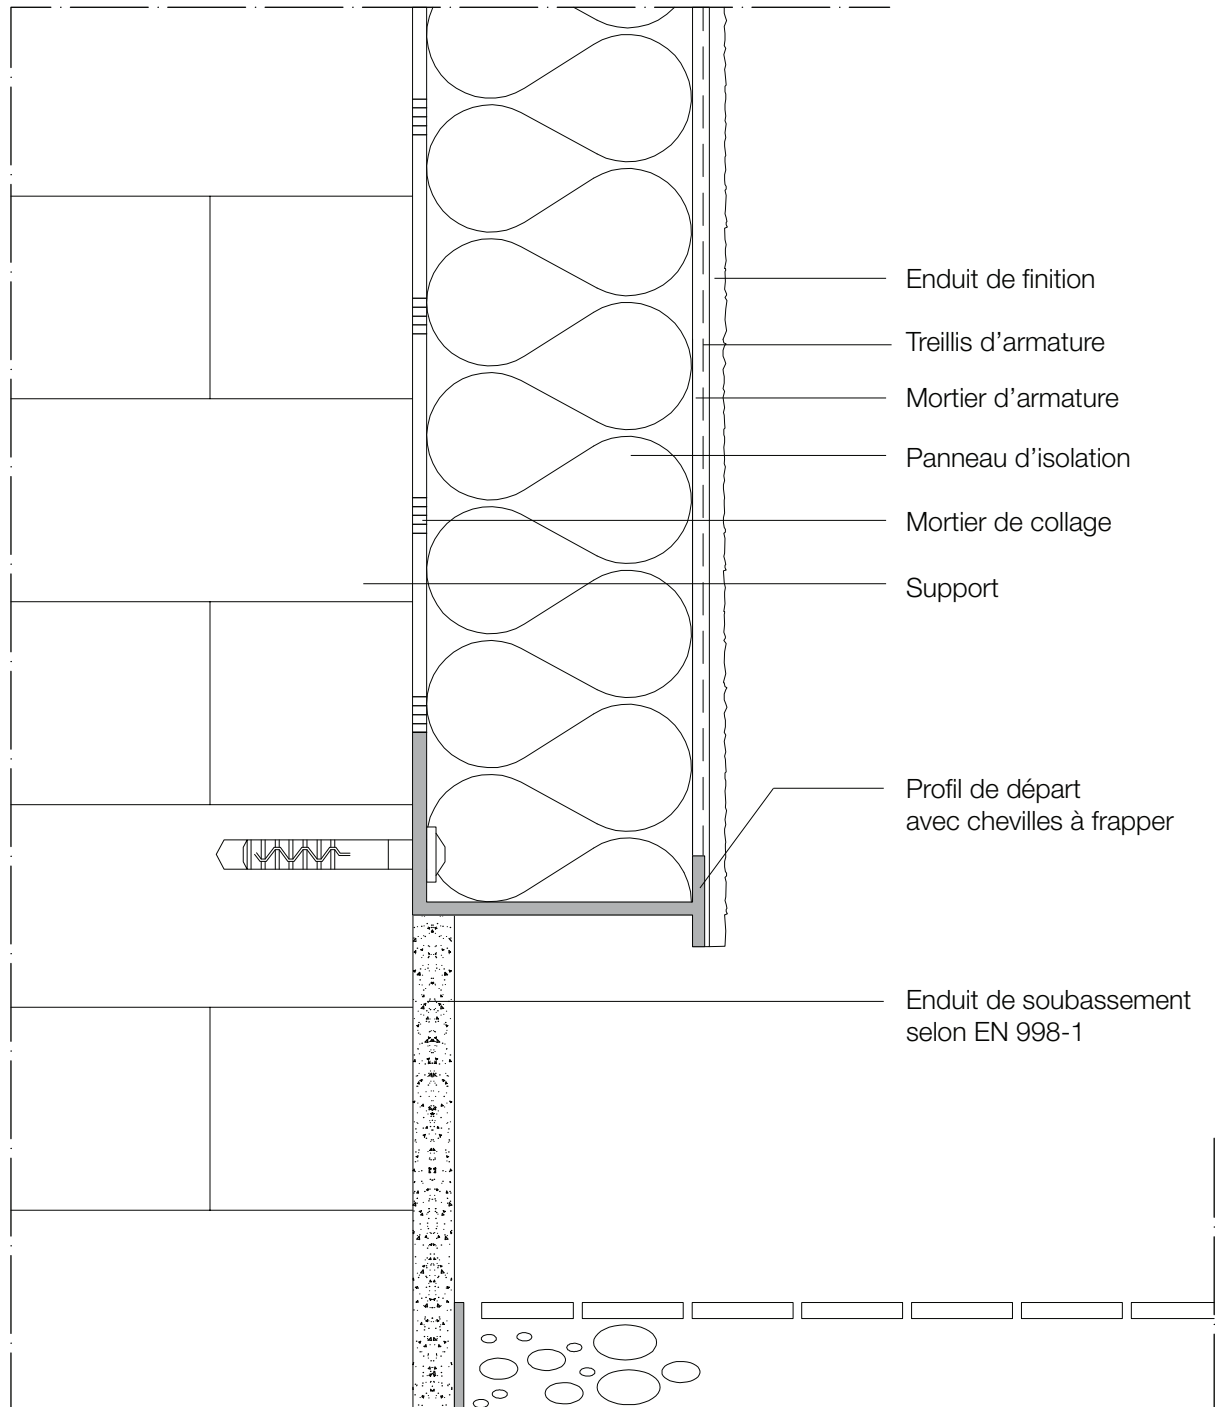 Enduit de finition
Treillis d’armature
Mortier d’armature
Panneau d’isolation
Mortier de collage
Support
Profil de départ
avec chevilles à frapper
Enduit de soubassement
selon EN 998-1